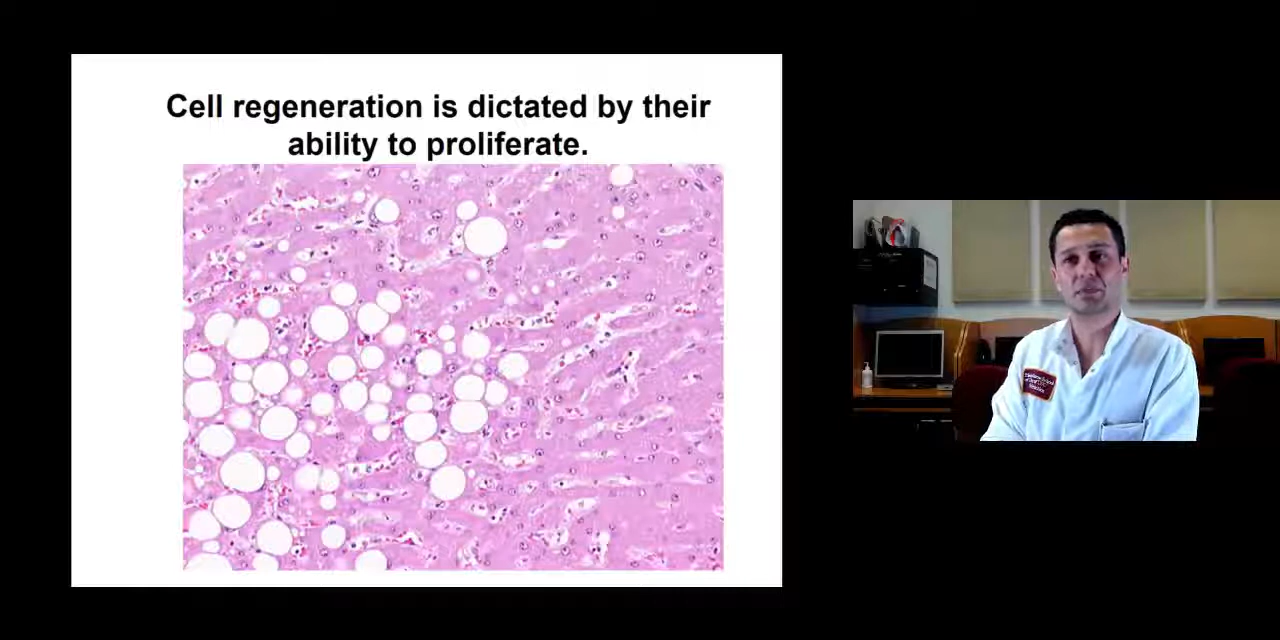 Cell regeneration is dictated by their
ability to proliferate.